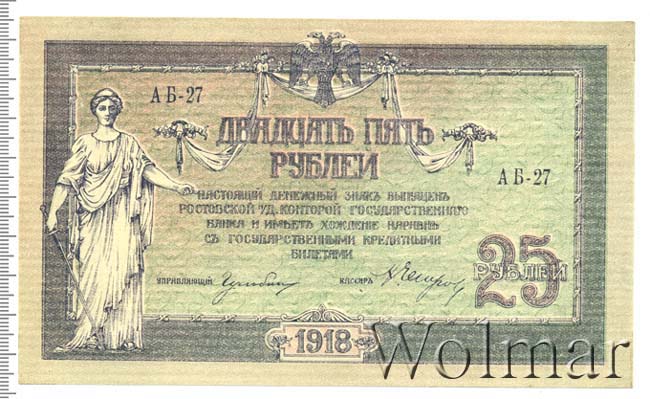 АБ-27
ДВАДЦАТЬ ПЯТЬ
РУБЛЕЙ
АБ-27
НАСТОЯЩІЙ ДЕНЕЖНЫЙ ЗНАКЪ ВЫПУЩЕНЪ
РОСТОВСКОЙ Н/Д. КОНТОРОЙ ГОСУДАРСТВЕННАГО
БАНКА И ИМѢЕТЪ ХОЖДЕНІЕ НАРАВНѢ
СЪ ГОСУДАРСТВЕННЫМИ КРЕДИТНЫМИ
БИЛЕТАМИ
УПРАВЛЯЮЩІЙ
КАССИРЪ
25
РУБЛЕЙ
1918
Wolmar